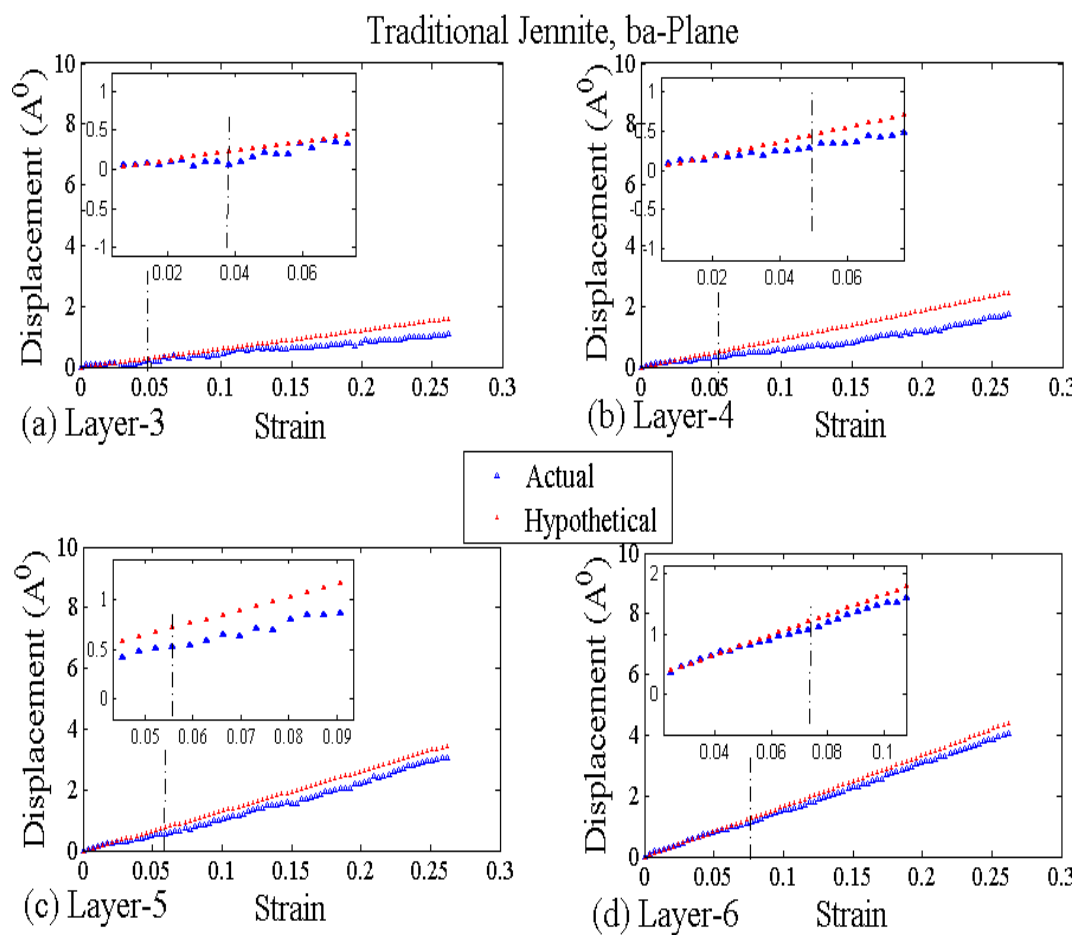 Traditional Jennite, ba-Plane
Displacement (A⁰)
10
8
6
4
2
0
1
0.5
0
-0.5
-1
0.02 0.04 0.06
0 0.05 0.1 0.15 0.2 0.25 0.3
(a) Layer-3
Strain
Displacement (A⁰)
10
8
6
4
2
0
1
0.5
0
-0.5
-1
0.02 0.04 0.06
0 0.05 0.1 0.15 0.2 0.25 0.3
(b) Layer-4
Strain
Actual
Hypothetical
Displacement (A⁰)
10
8
6
4
2
0
1
0.5
0
0.05 0.06 0.07 0.08 0.09
0 0.05 0.1 0.15 0.2 0.25 0.3
(c) Layer-5
Strain
Displacement (A⁰)
10
8
6
4
2
0
2
1
0
0.04 0.06 0.08 0.1
0 0.05 0.1 0.15 0.2 0.25 0.3
(d) Layer-6
Strain